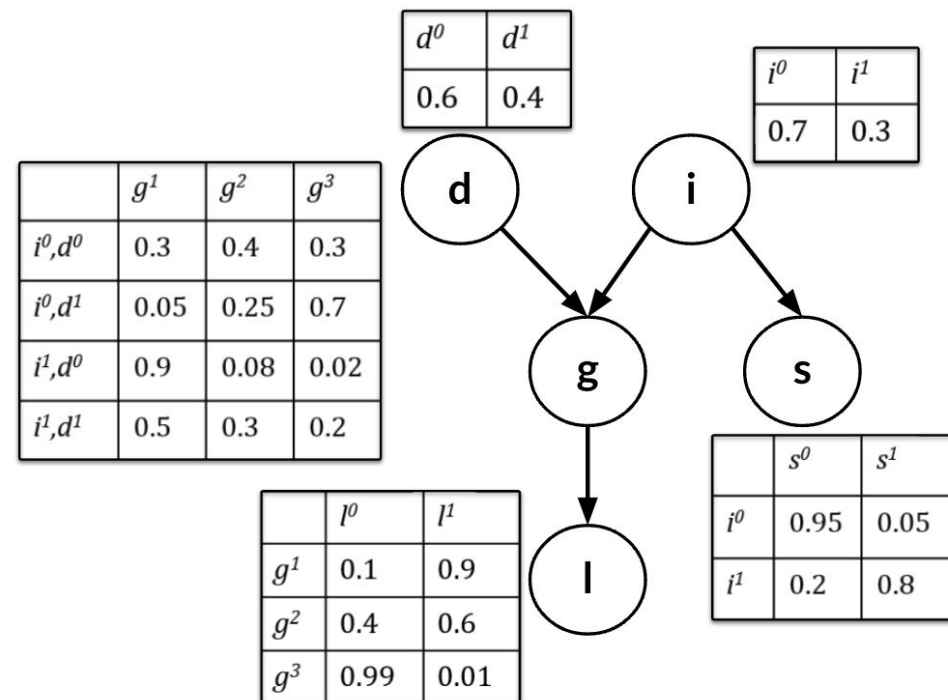 d⁰ d¹
0.6 0.4
i⁰ i¹
0.7 0.3
d
i
g¹ g² g³
i⁰,d⁰ 0.3 0.4 0.3
i⁰,d¹ 0.05 0.25 0.7
i¹,d⁰ 0.9 0.08 0.02
i¹,d¹ 0.5 0.3 0.2
g
s
s⁰ s¹
i⁰ 0.95 0.05
i¹ 0.2 0.8
l⁰ l¹
g¹ 0.1 0.9
g² 0.4 0.6
g³ 0.99 0.01
l